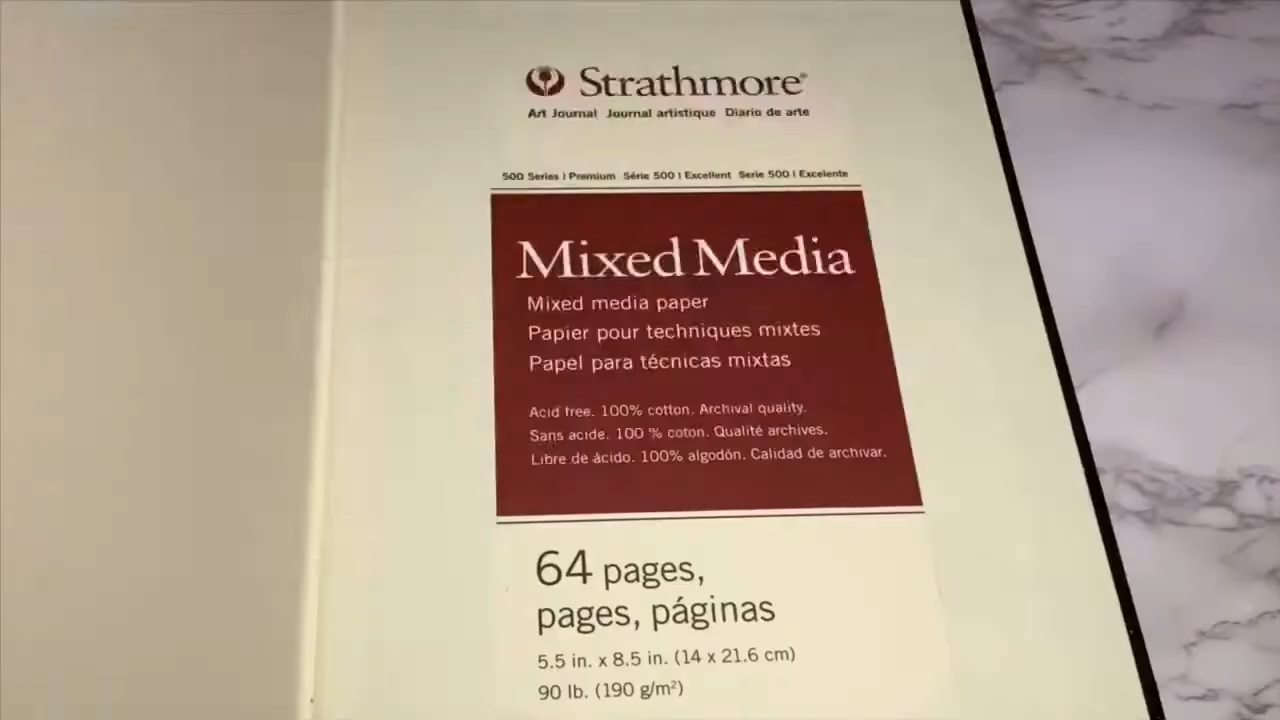 Strathmore®
Art Journal Journal artistique Diario de arte
500 Series | Premium Série 500 | Excellent Serie 500 | Excelente
Mixed Media
Mixed media paper
Papier pour techniques mixtes
Papel para técnicas mixtas
Acid free. 100% cotton. Archival quality.
Sans acide. 100 % coton. Qualité archives.
Libre de ácido. 100% algodón. Calidad de archivar.
64 pages,
pages, páginas
5.5 in. x 8.5 in. (14 x 21.6 cm)
90 lb. (190 g/m²)